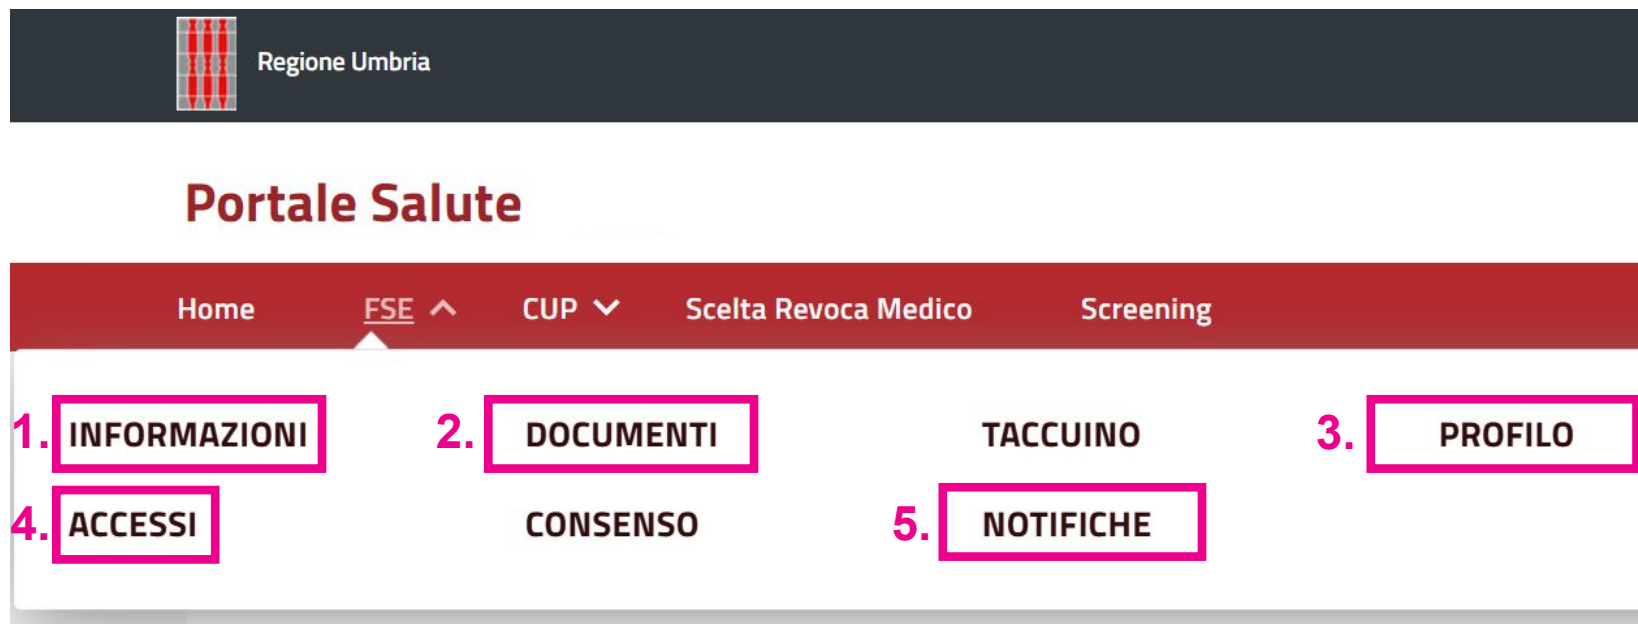 Regione Umbria
Portale Salute
Home FSE CUP Scelta Revoca Medico Screening
1. INFORMAZIONI 2. DOCUMENTI TACCUINO 3. PROFILO
4. ACCESSI CONSENSO 5. NOTIFICHE